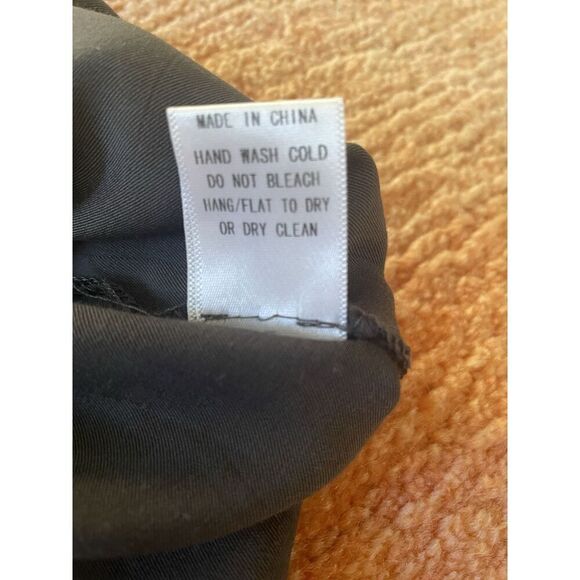 MADE IN CHINA
HAND WASH COLD
DO NOT BLEACH
HANG/FLAT TO DRY
OR DRY CLEAN